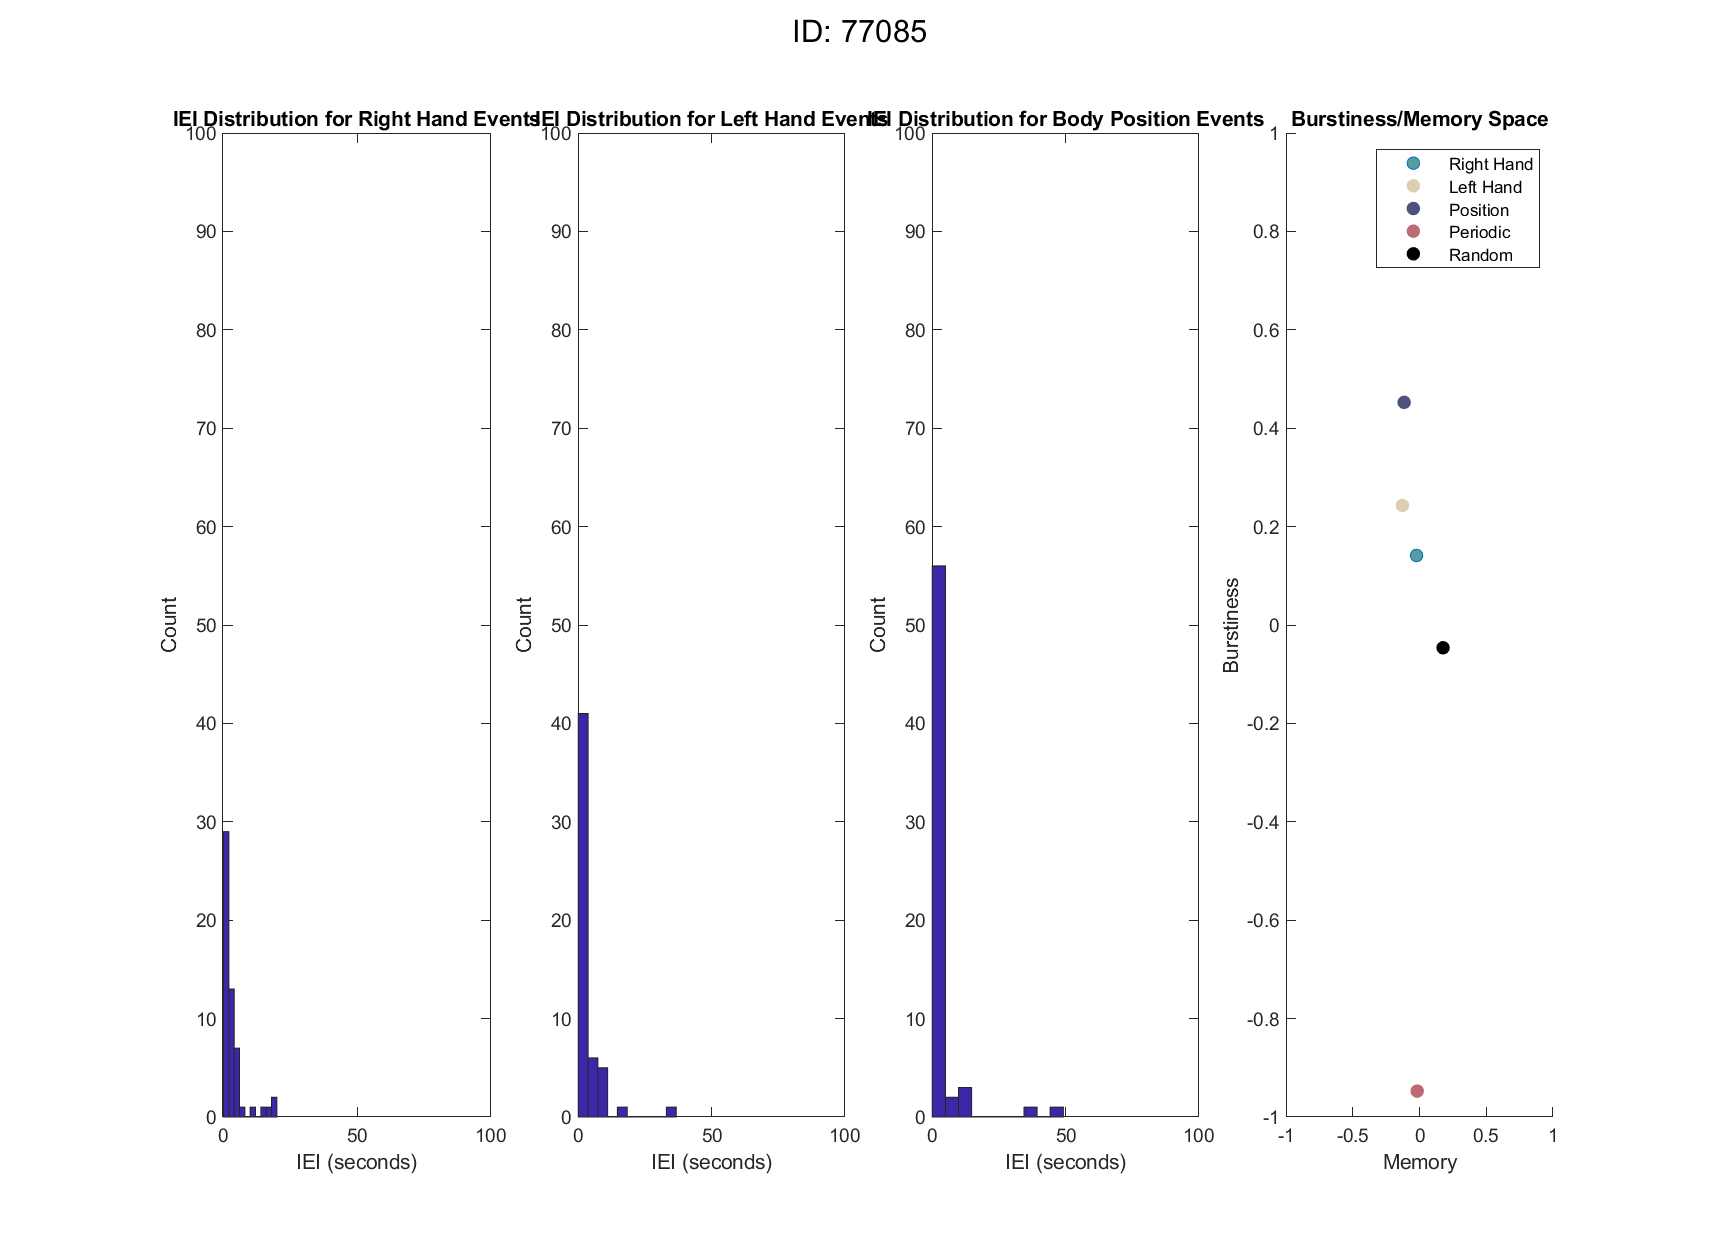 ID: 77085
IEI Distribution for Right Hand Events
100
90
80
70
60
50
40
30
20
10
0
Count
0 50 100
IEI (seconds)
IEI Distribution for Left Hand Events
100
90
80
70
60
50
40
30
20
10
0
Count
0 50 100
IEI (seconds)
IEI Distribution for Body Position Events
100
90
80
70
60
50
40
30
20
10
0
Count
0 50 100
IEI (seconds)
Burstiness/Memory Space
1
0.8
0.6
0.4
0.2
0
-0.2
-0.4
-0.6
-0.8
-1
Burstiness
Right Hand
Left Hand
Position
Periodic
Random
-1 -0.5 0 0.5 1
Memory